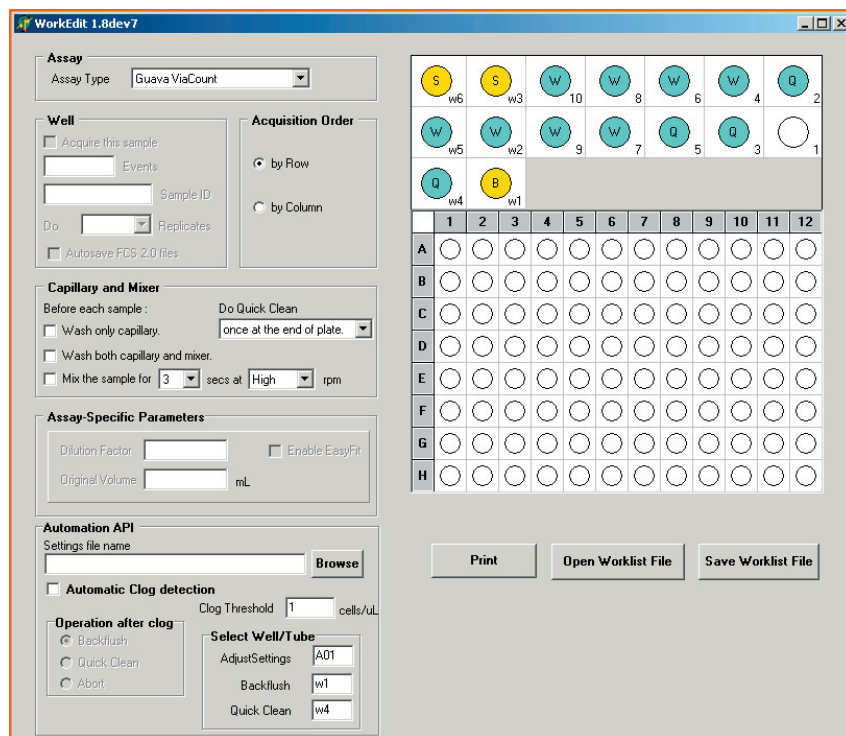 WorkEdit 1.8dev7
Assay
Assay Type Guava ViaCount
Well
Acquire this sample
Events
Sample ID
Do Replicates
Autosave FCS 2.0 files
Acquisition Order
by Row
by Column
Capillary and Mixer
Before each sample : Do Quick Clean
Wash only capillary. once at the end of plate.
Wash both capillary and mixer.
Mix the sample for 3 secs at High rpm
Assay-Specific Parameters
Dilution Factor Enable EasyFit
Original Volume mL
Automation API
Settings file name
Browse
Automatic Clog detection
Clog Threshold 1 cells/uL
Operation after clog
Backflush
Quick Clean
Abort
Select Well/Tube
AdjustSettings A01
Backflush w1
Quick Clean w4
S w6 S w3 W 10 W 8 W 6 W 4 Q 2
W w5 W w2 W 9 W 7 Q 5 Q 3 1
Q w4 B w1
1 2 3 4 5 6 7 8 9 10 11 12
A
B
C
D
E
F
G
H
Print Open Worklist File Save Worklist File